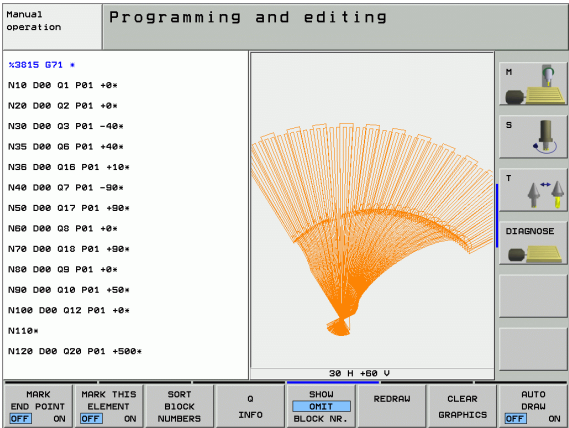 Manual
operation
Programming and editing
%3815 G71 *
N10 D00 Q1 P01 +0*
N20 D00 Q2 P01 +0*
N30 D00 Q3 P01 -40*
N35 D00 Q6 P01 +40*
N36 D00 Q16 P01 +10*
N40 D00 Q7 P01 -90*
N50 D00 Q17 P01 +90*
N60 D00 Q8 P01 +0*
N70 D00 Q18 P01 +90*
N80 D00 Q9 P01 +0*
N90 D00 Q10 P01 +50*
N100 D00 Q12 P01 +0*
N110*
N120 D00 Q20 P01 +500*
30 H +60 V
M
S
T
DIAGNOSE
MARK
END POINT
OFF ON
MARK THIS
ELEMENT
OFF ON
SORT
BlOCK
NUMBERS
Q
INFO
SHOW
OMIT
BLOCK NR.
REDRAW
CLEAR
GRAPHICS
AUTO
DRAW
OFF ON